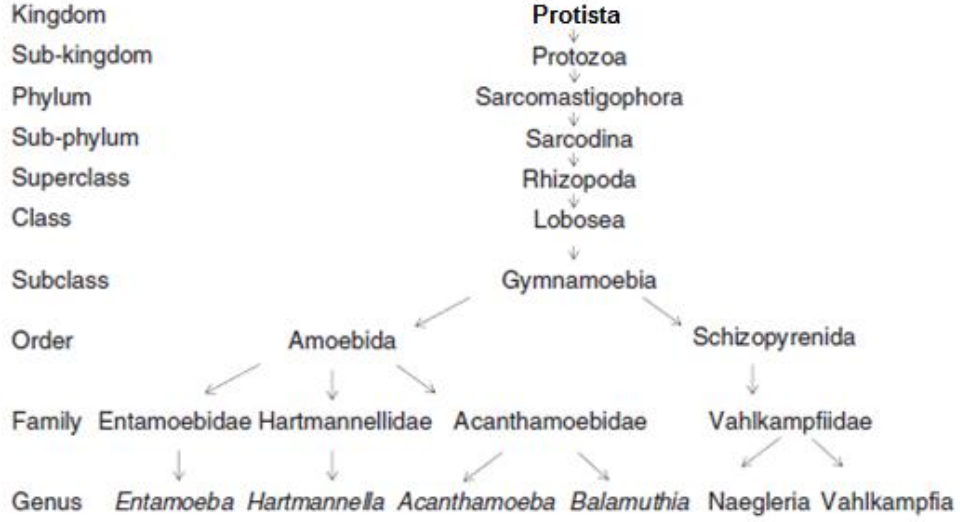 Kingdom Protista
Sub-kingdom Protozoa
Phylum Sarcomastigophora
Sub-phylum Sarcodina
Superclass Rhizopoda
Class Lobosea
Subclass Gymnamoebia
Order Amoebida Schizopyrenida
Family Entamoebidae Hartmannellidae Acanthamoebidae Vahlkampfiidae
Genus Entamoeba Hartmannella Acanthamoeba Balamuthia Naegleria Vahlkampfia